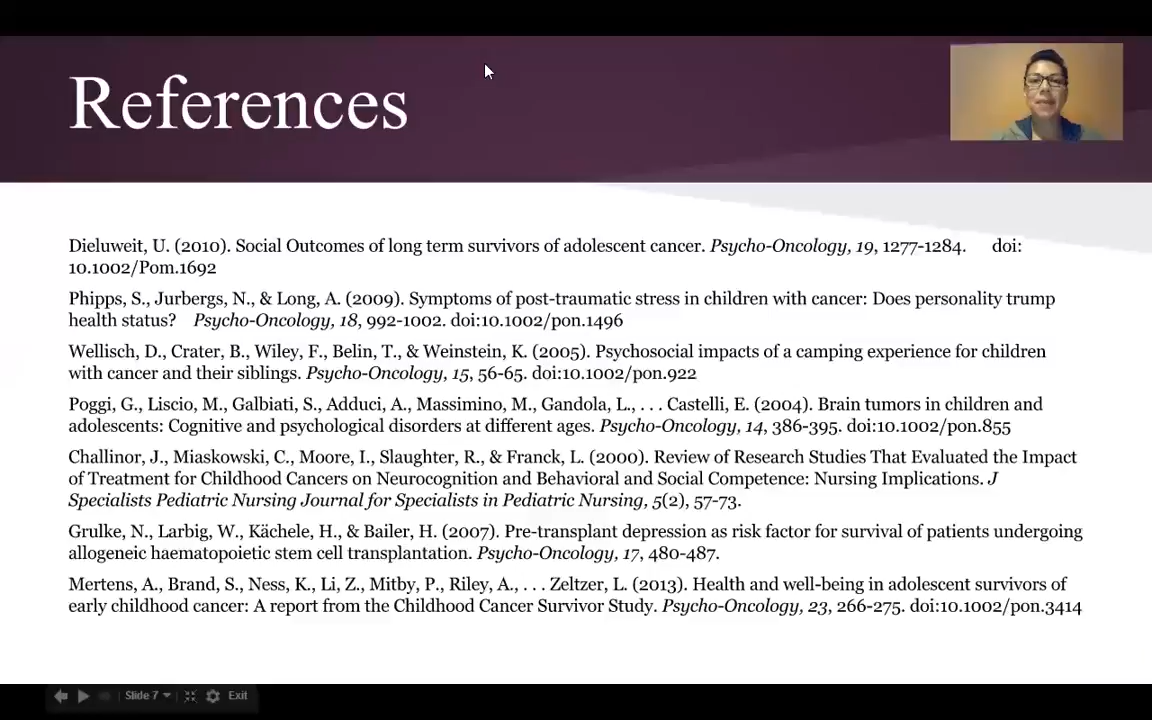 References
Dieluweit, U. (2010). Social Outcomes of long term survivors of adolescent cancer. Psycho-Oncology, 19, 1277-1284. doi:
10.1002/Pom.1692
Phipps, S., Jurbergs, N., & Long, A. (2009). Symptoms of post-traumatic stress in children with cancer: Does personality trump
health status? Psycho-Oncology, 18, 992-1002. doi:10.1002/pon.1496
Wellisch, D., Crater, B., Wiley, F., Belin, T., & Weinstein, K. (2005). Psychosocial impacts of a camping experience for children
with cancer and their siblings. Psycho-Oncology, 15, 56-65. doi:10.1002/pon.922
Poggi, G., Liscio, M., Galbiati, S., Adduci, A., Massimino, M., Gandola, L., . . . Castelli, E. (2004). Brain tumors in children and
adolescents: Cognitive and psychological disorders at different ages. Psycho-Oncology, 14, 386-395. doi:10.1002/pon.855
Challinor, J., Miaskowski, C., Moore, I., Slaughter, R., & Franck, L. (2000). Review of Research Studies That Evaluated the Impact
of Treatment for Childhood Cancers on Neurocognition and Behavioral and Social Competence: Nursing Implications. J
Specialists Pediatric Nursing Journal for Specialists in Pediatric Nursing, 5(2), 57-73.
Grulke, N., Larbig, W., Kächele, H., & Bailer, H. (2007). Pre-transplant depression as risk factor for survival of patients undergoing
allogeneic haematopoietic stem cell transplantation. Psycho-Oncology, 17, 480-487.
Mertens, A., Brand, S., Ness, K., Li, Z., Mitby, P., Riley, A., . . . Zeltzer, L. (2013). Health and well-being in adolescent survivors of
early childhood cancer: A report from the Childhood Cancer Survivor Study. Psycho-Oncology, 23, 266-275. doi:10.1002/pon.3414
Slide 7 Exit